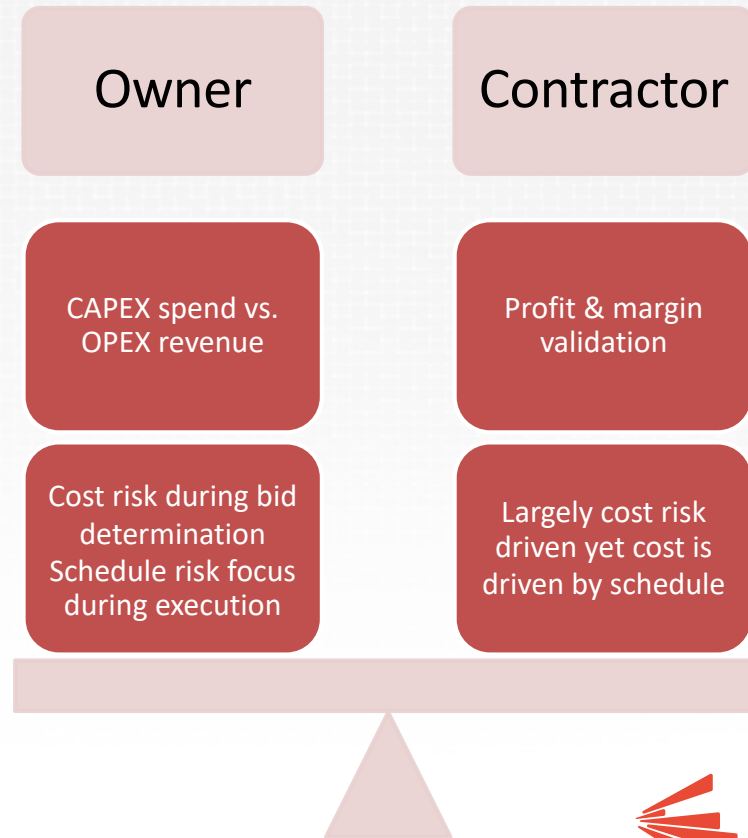 Owner
Contractor
CAPEX spend vs.
OPEX revenue
Profit & margin
validation
Cost risk during bid
determination
Schedule risk focus
during execution
Largely cost risk
driven yet cost is
driven by schedule